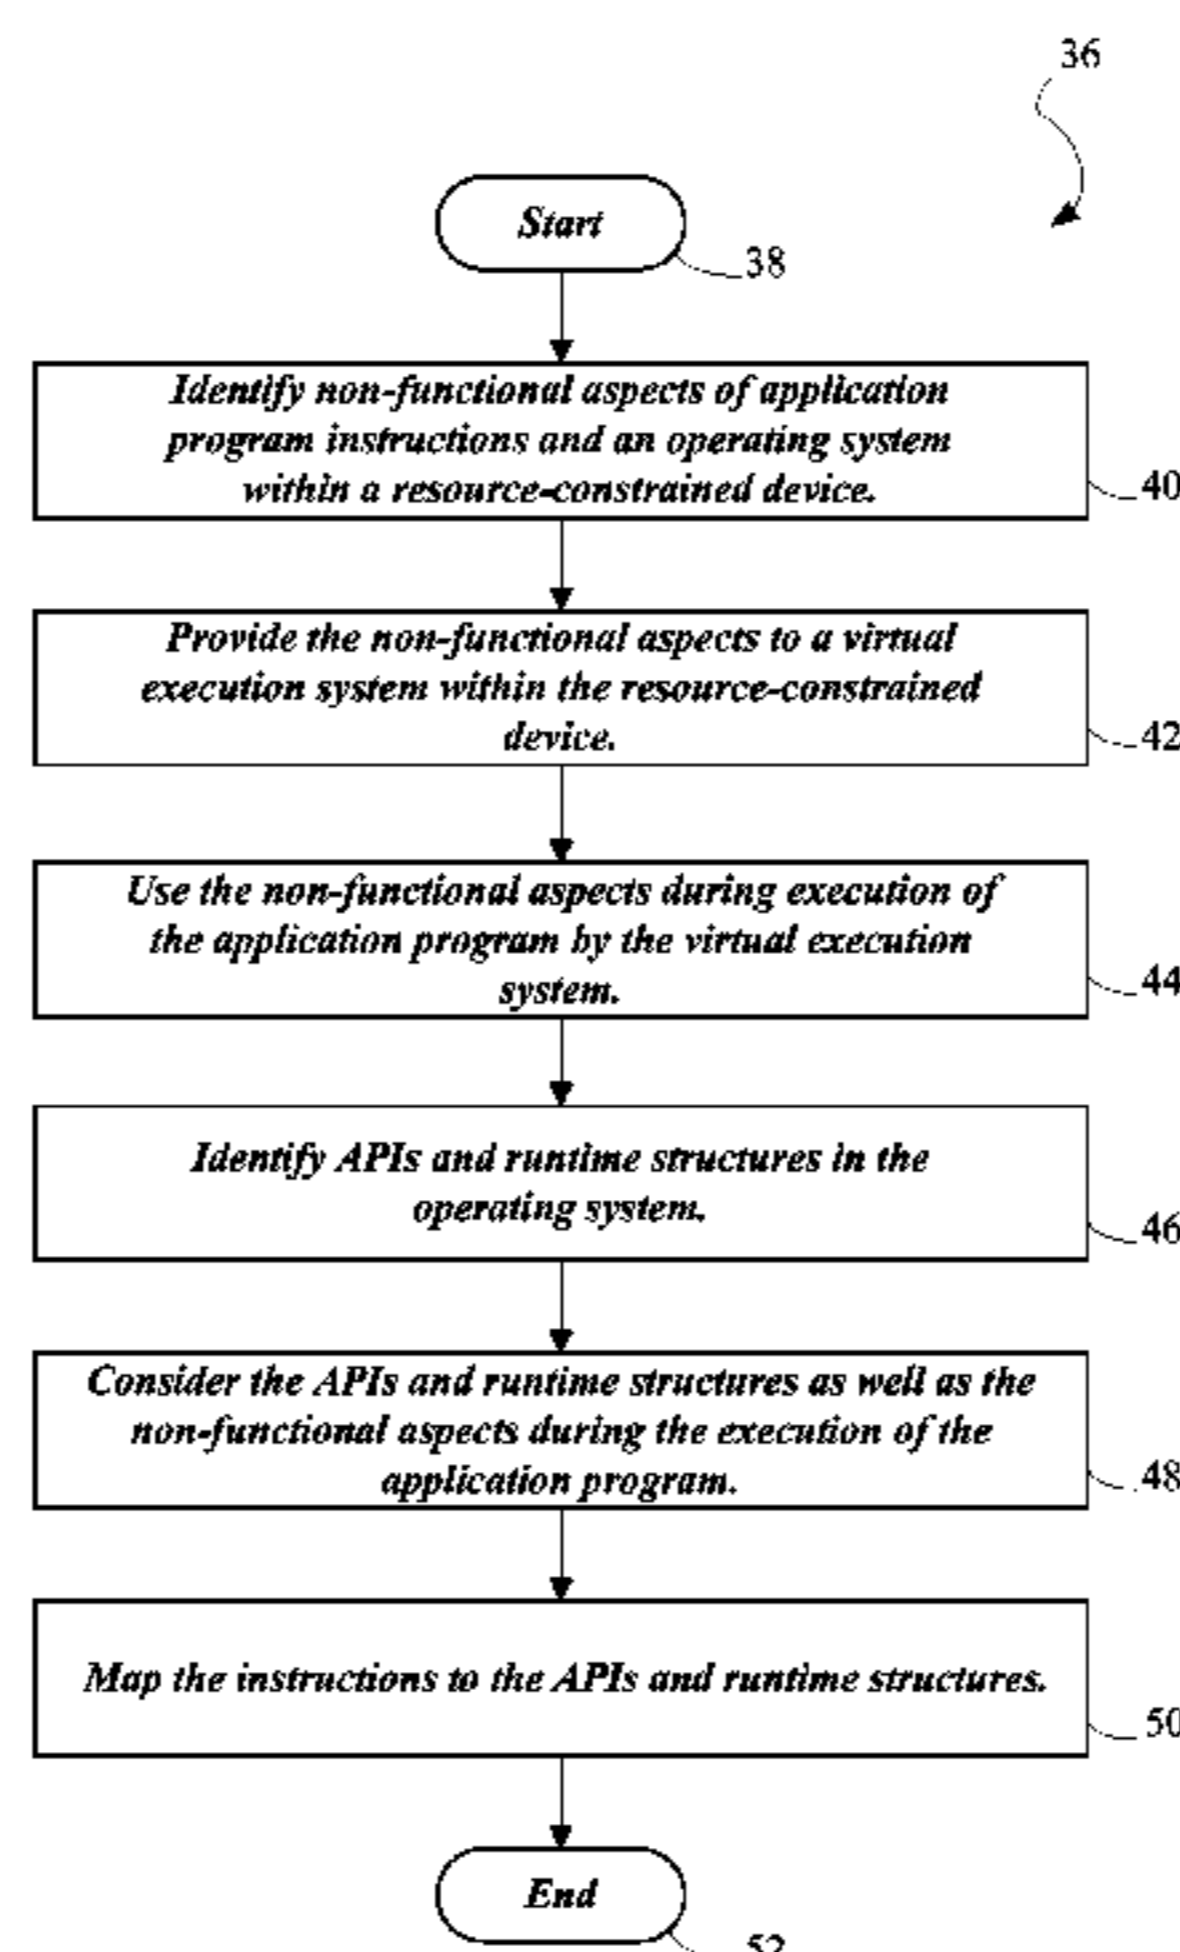 36
Start
38
Identify non-functional aspects of application
program instructions and an operating system
within a resource-constrained device.
40
Provide the non-functional aspects to a virtual
execution system within the resource-constrained
device.
42
Use the non-functional aspects during execution of
the application program by the virtual execution
system.
44
Identify APIs and runtime structures in the
operating system.
46
Consider the APIs and runtime structures as well as the
non-functional aspects during the execution of the
application program.
48
Map the instructions to the APIs and runtime structures.
50
End
52